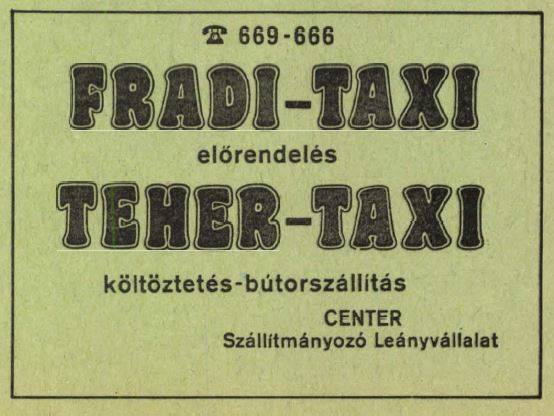 ☎ 669-666
FRADI-TAXI
előrendelés
TEHER-TAXI
költöztetés-bútorszállítás
CENTER
Szállítmányozó Leányvállalat